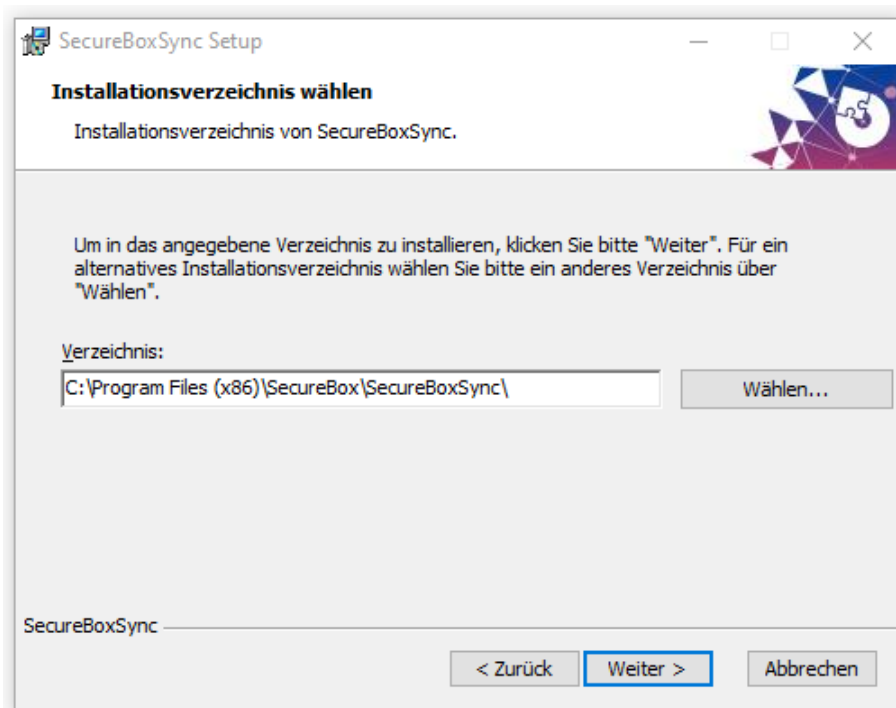 SecureBoxSync Setup
Installationsverzeichnis wählen
Installationsverzeichnis von SecureBoxSync.
Um in das angegebene Verzeichnis zu installieren, klicken Sie bitte "Weiter". Für ein
alternatives Installationsverzeichnis wählen Sie bitte ein anderes Verzeichnis über
"Wählen".
Verzeichnis:
C:\Program Files (x86)\SecureBox\SecureBoxSync\
Wählen...
SecureBoxSync
< Zurück
Weiter >
Abbrechen